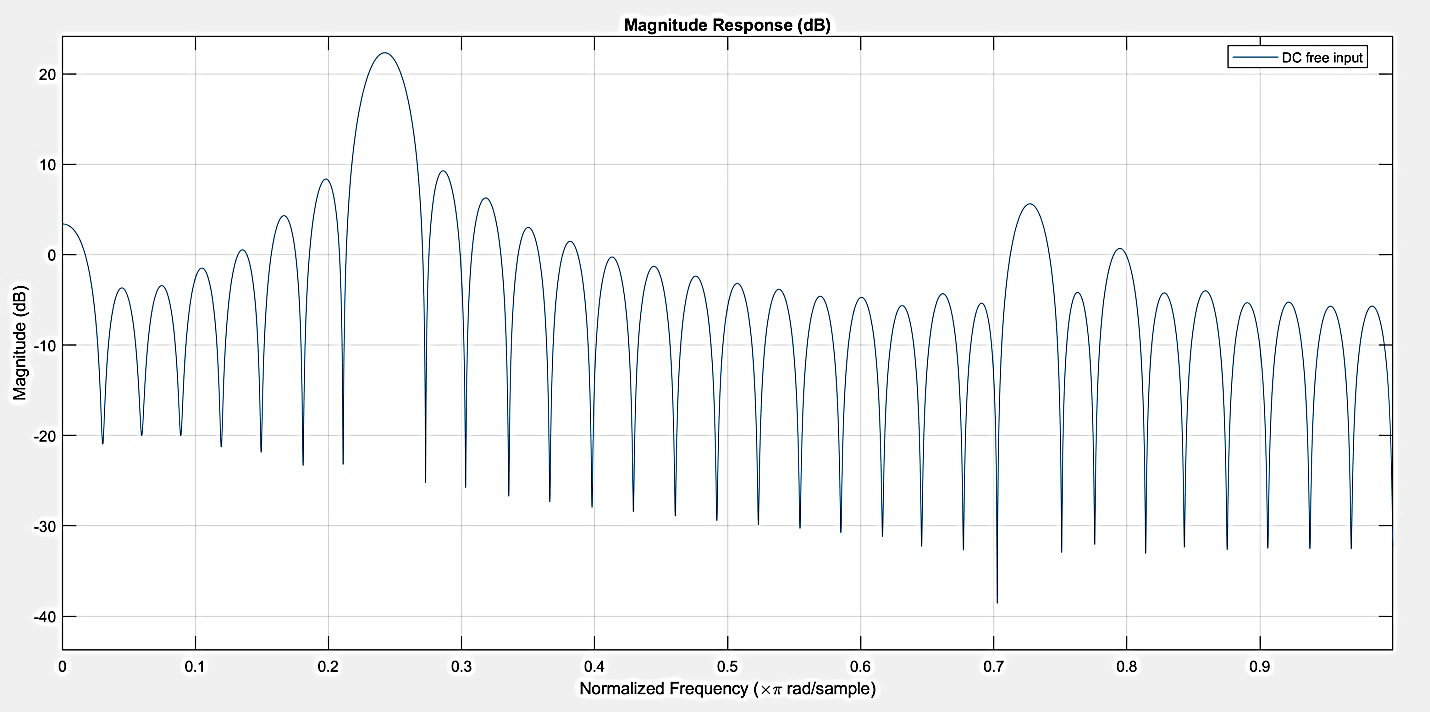 Magnitude Response (dB)
DC free input
Magnitude (dB)
20
10
0
-10
-20
-30
-40
0 0.1 0.2 0.3 0.4 0.5 0.6 0.7 0.8 0.9
Normalized Frequency (×π rad/sample)